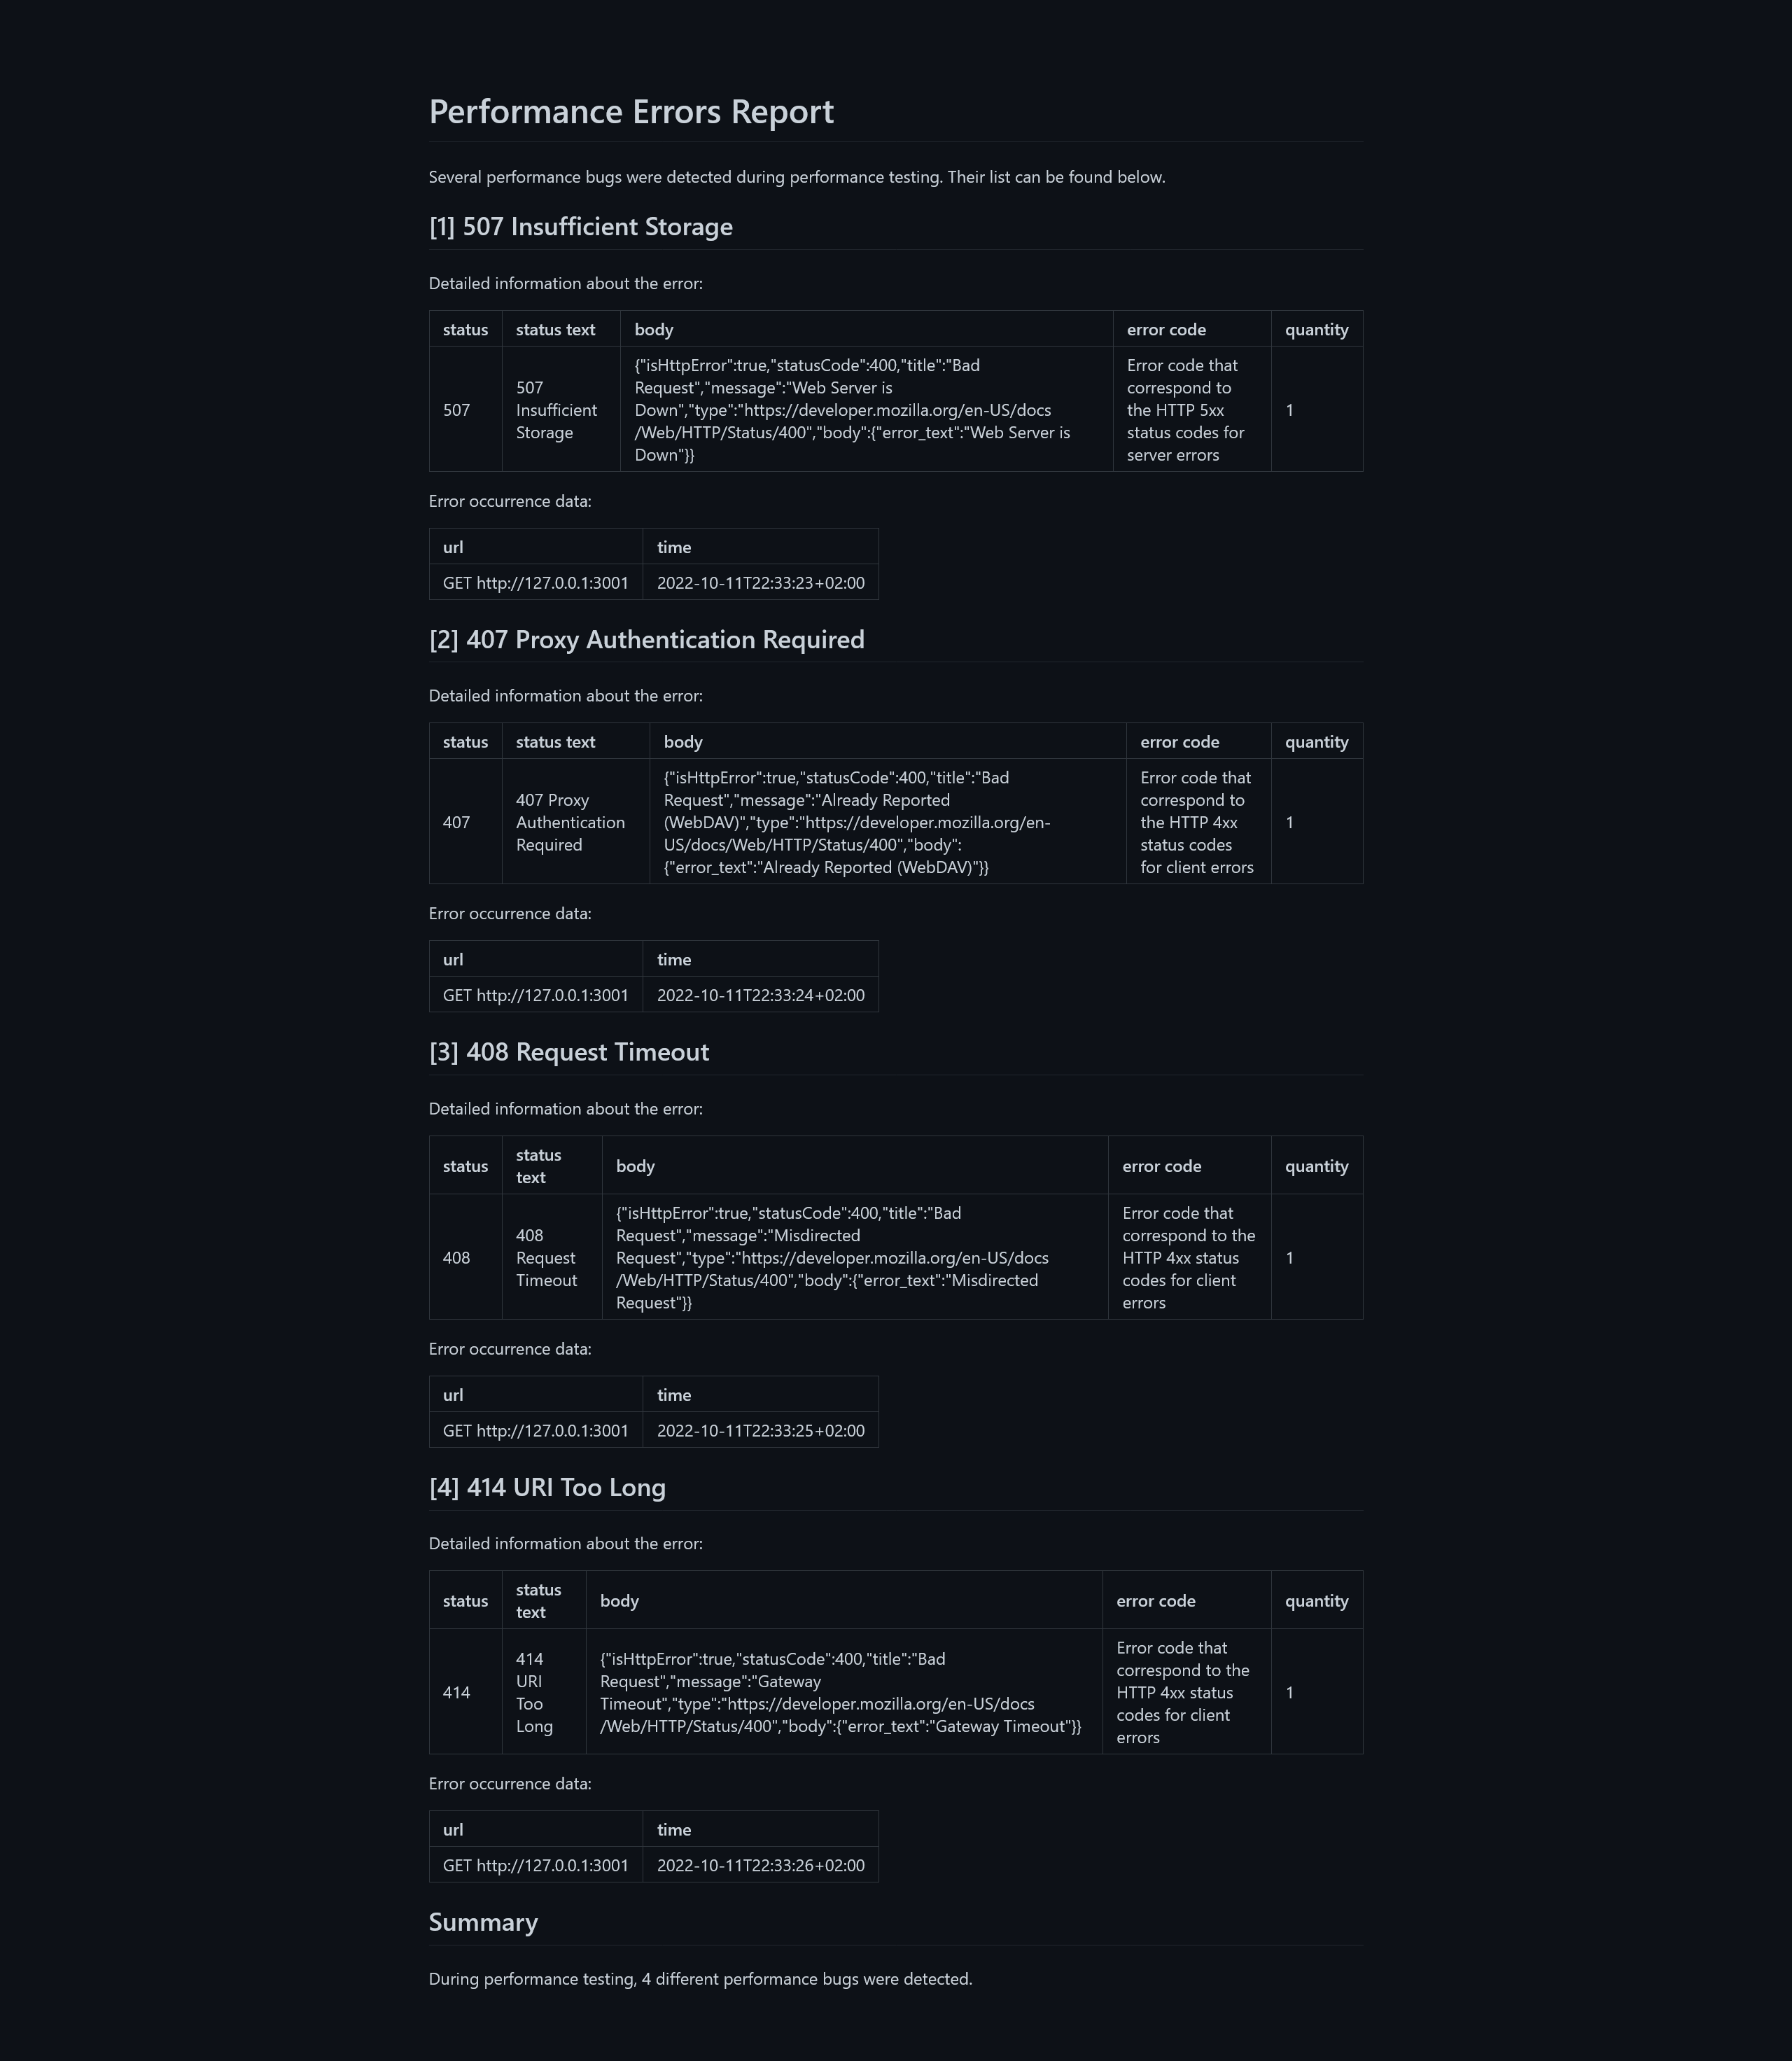 Performance Errors Report
Several performance bugs were detected during performance testing. Their list can be found below.
[1] 507 Insufficient Storage
Detailed information about the error:
status status text body error code quantity
507
507
Insufficient
Storage
{"isHttpError":true,"statusCode":400,"title":"Bad
Request","message":"Web Server is
Down","type":"https://developer.mozilla.org/en-US/docs
/Web/HTTP/Status/400","body":{"error_text":"Web Server is
Down"}}
Error code that
correspond to
the HTTP 5xx
status codes for
server errors
1
Error occurrence data:
url time
GET http://127.0.0.1:3001 2022-10-11T22:33:23+02:00
[2] 407 Proxy Authentication Required
Detailed information about the error:
status status text body error code quantity
407
407 Proxy
Authentication
Required
{"isHttpError":true,"statusCode":400,"title":"Bad
Request","message":"Already Reported
(WebDAV)","type":"https://developer.mozilla.org/en-
US/docs/Web/HTTP/Status/400","body":
{"error_text":"Already Reported (WebDAV)"}}
Error code that
correspond to
the HTTP 4xx
status codes
for client errors
1
Error occurrence data:
url time
GET http://127.0.0.1:3001 2022-10-11T22:33:24+02:00
[3] 408 Request Timeout
Detailed information about the error:
status
status
text
body
error code
quantity
408
408
Request
Timeout
{"isHttpError":true,"statusCode":400,"title":"Bad
Request","message":"Misdirected
Request","type":"https://developer.mozilla.org/en-US/docs
/Web/HTTP/Status/400","body":{"error_text":"Misdirected
Request"}}
Error code that
correspond to the
HTTP 4xx status
codes for client
errors
1
Error occurrence data:
url time
GET http://127.0.0.1:3001 2022-10-11T22:33:25+02:00
[4] 414 URI Too Long
Detailed information about the error:
status
status
text
body
error code
quantity
414
414
URI
Too
Long
{"isHttpError":true,"statusCode":400,"title":"Bad
Request","message":"Gateway
Timeout","type":"https://developer.mozilla.org/en-US/docs
/Web/HTTP/Status/400","body":{"error_text":"Gateway Timeout"}}
Error code that
correspond to the
HTTP 4xx status
codes for client
errors
1
Error occurrence data:
url time
GET http://127.0.0.1:3001 2022-10-11T22:33:26+02:00
Summary
During performance testing, 4 different performance bugs were detected.